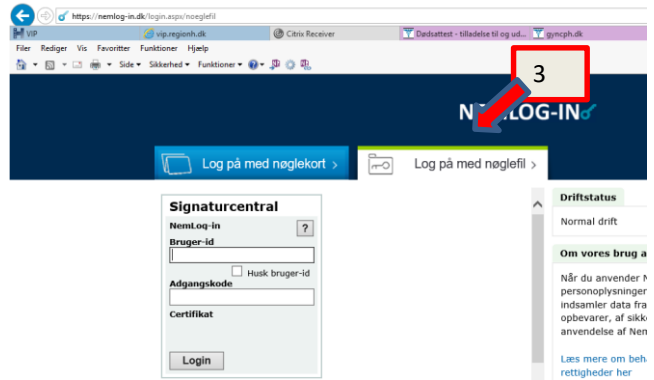 https://nemlog-in.dk/login.aspx/noeglefil
VIP
vip.regionh.dk
Citrix Receiver
Dødsattest - tilladelse til og ud...
gyncph.dk
Filer Rediger Vis Favoritter Funktioner Hjælp
Side Sikkerhed Funktioner
3
LOG-IN
Log på med nøglekort >
Log på med nøglefil >
Signaturcentral
NemLog-in
?
Bruger-id
Husk bruger-id
Adgangskode
Certifikat
Login
Driftstatus
Normal drift
Om vores brug a
Når du anvender N
personoplysninger
indsamler data fra
opbevarer, af sikk
anvendelse af Nem
Læs mere om beha
rettigheder her